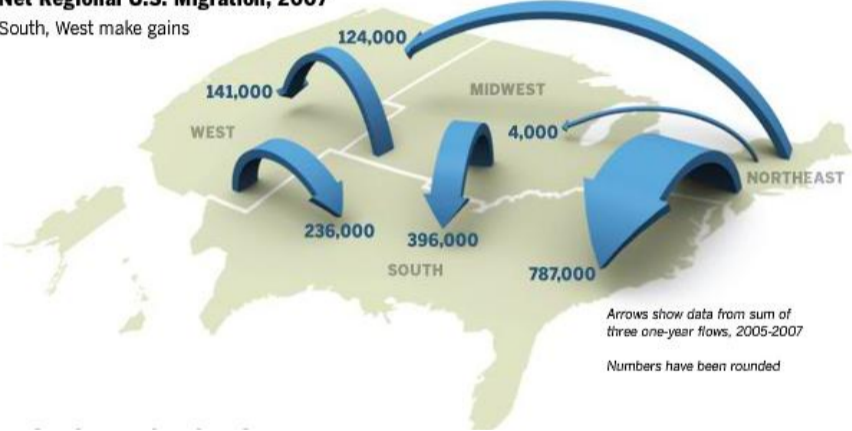 Net Regional U.S. Migration, 2007
South, West make gains
124,000
141,000
MIDWEST
WEST
4,000
NORTHEAST
236,000
396,000
SOUTH
787,000
Arrows show data from sum of
three one-year flows, 2005-2007
Numbers have been rounded